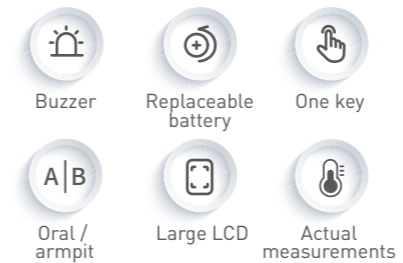 Buzzer
Replaceable
battery
One key
A|B
Oral /
armpit
Large LCD
Actual
measurements